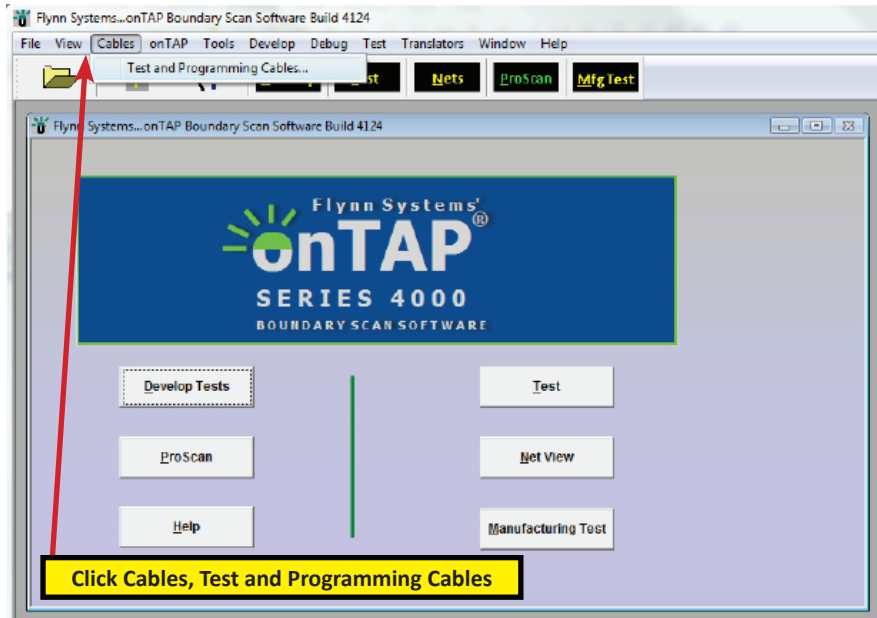 Flynn Systems...onTAP Boundary Scan Software Build 4124
File View Cables onTAP Tools Develop Debug Test Translators Window Help
Test and Programming Cables...
Nets ProScan MfgTest
Flynn Systems...onTAP Boundary Scan Software Build 4124
Flynn Systems'
onTAP®
SERIES 4000
BOUNDARY SCAN SOFTWARE
Develop Tests Test
ProScan Net View
Help Manufacturing Test
Click Cables, Test and Programming Cables